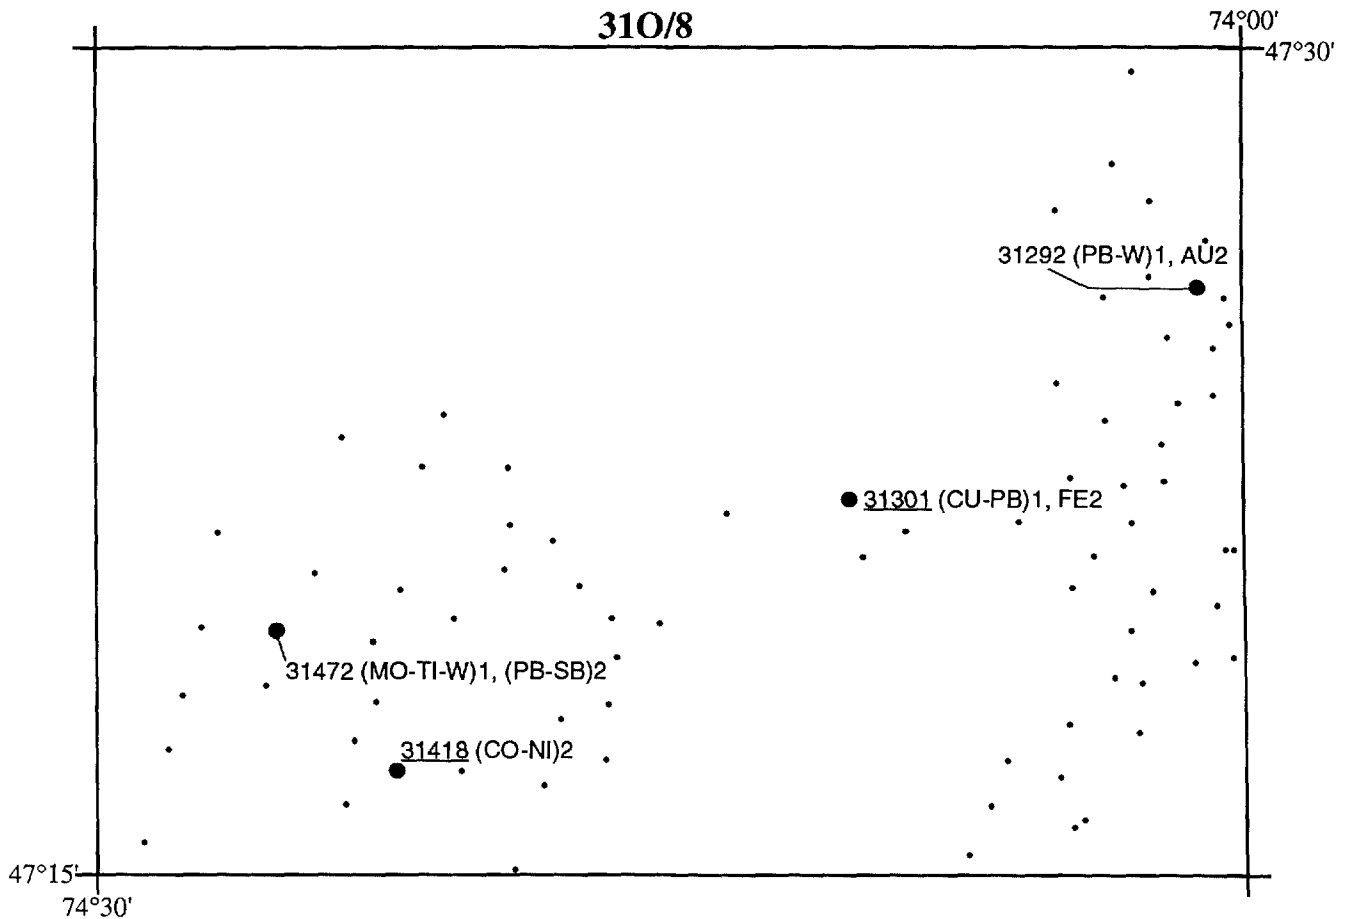 31O/8
74°00'
47°30'
31292 (PB-W)1, AU2
31301 (CU-PB)1, FE2
31472 (MO-TI-W)1, (PB-SB)2
31418 (CO-NI)2
47°15'
74°30'